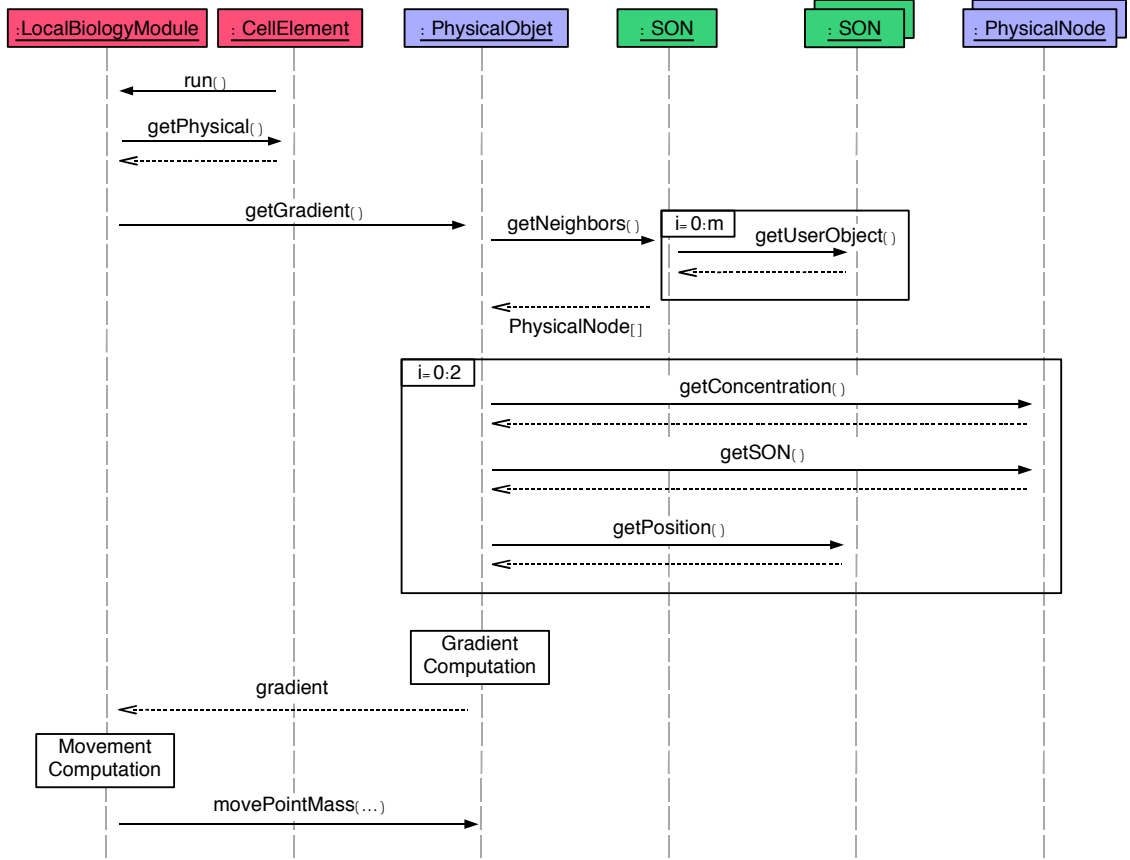 :LocalBiologyModule
: CellElement
: PhysicalObjet
: SON
: SON
: PhysicalNode
run()
getPhysical()
getGradient()
getNeighbors()
i=0:m
getUserObject()
PhysicalNode[]
i=0:2
getConcentration()
getSON()
getPosition()
Gradient
Computation
gradient
Movement
Computation
movePointMass(...)